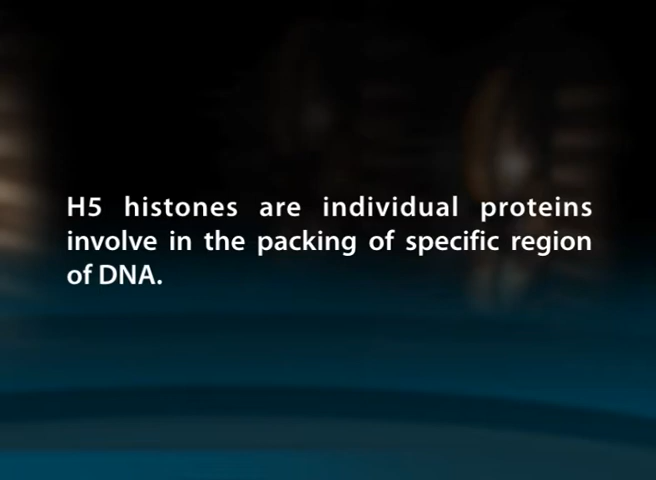 H5 histones are individual proteins
involve in the packing of specific region
of DNA.